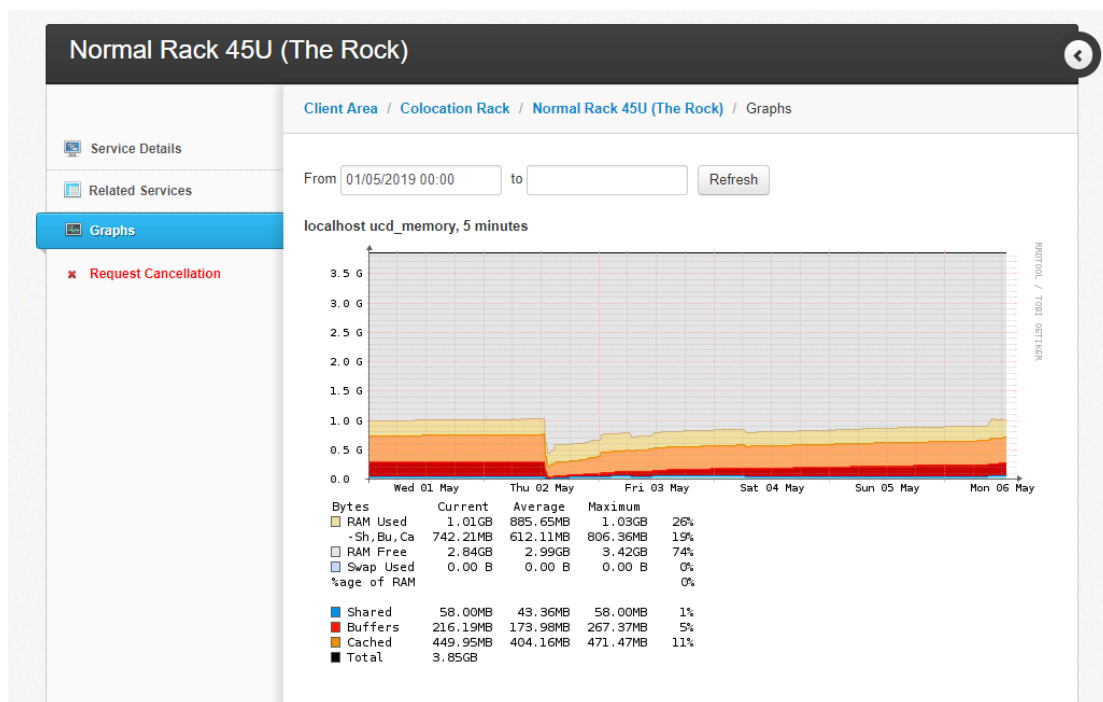 Normal Rack 45U (The Rock)
Client Area / Colocation Rack / Normal Rack 45U (The Rock) / Graphs
Service Details
Related Services
Graphs
Request Cancellation
From 01/05/2019 00:00 to Refresh
localhost ucd_memory, 5 minutes
RRDTOOL / TOBI OETIKER
3.5 G
3.0 G
2.5 G
2.0 G
1.5 G
1.0 G
0.5 G
0.0
Wed 01 May Thu 02 May Fri 03 May Sat 04 May Sun 05 May Mon 06 May
Bytes Current Average Maximum
RAM Used 1.01GB 885.65MB 1.03GB 26%
-Sh,Bu,Ca 742.21MB 612.11MB 806.36MB 19%
RAM Free 2.84GB 2.99GB 3.42GB 74%
Swap Used 0.00 B 0.00 B 0.00 B 0%
%age of RAM 0%
Shared 58.00MB 43.36MB 58.00MB 1%
Buffers 216.19MB 173.98MB 267.37MB 5%
Cached 449.95MB 404.16MB 471.47MB 11%
Total 3.85GB